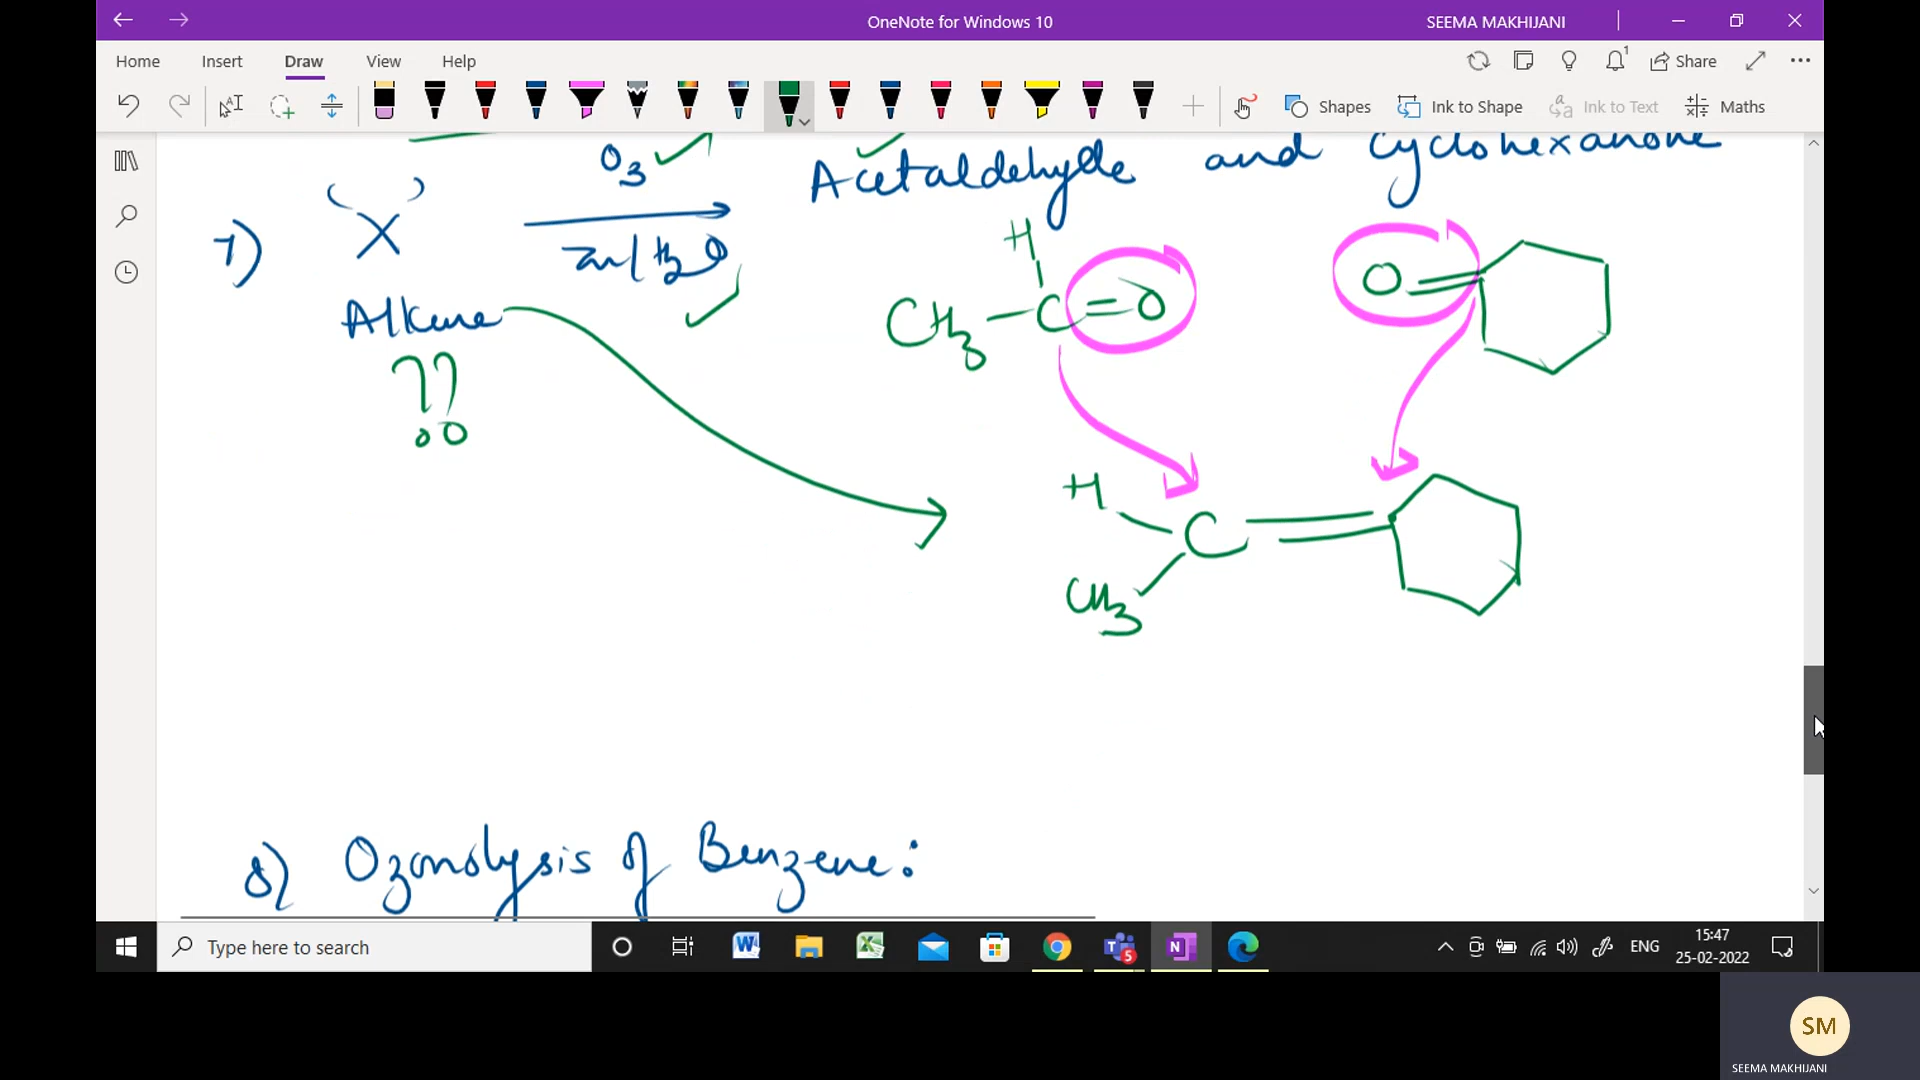 OneNote for Windows 10
SEEMA MAKHIJANI
Home Insert Draw View Help
Share
Shapes Ink to Shape Ink to Text Maths
Acetaldehyde and Cyclohexanone
O3
7) (X)
Zn/H2O
Alkene
??
H
CH3-C=O
O=
H
C=
CH3
8) Ozonolysis of Benzene:
Type here to search
5
ENG
15:47
25-02-2022
SM
SEEMA MAKHIJANI